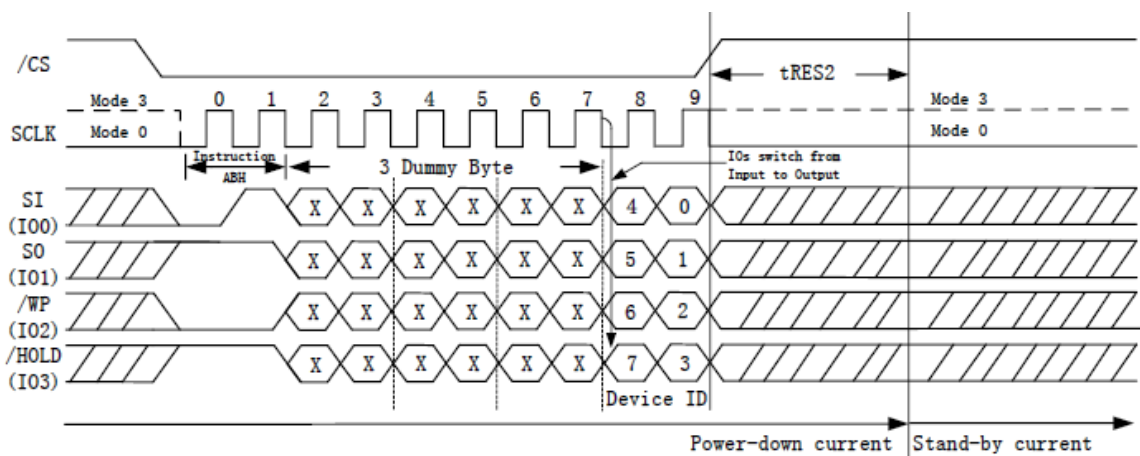 /CS
tRES2
0 1 2 3 4 5 6 7 8 9
Mode 3
Mode 3
SCLK
Mode 0
Mode 0
Instruction
ABH
3 Dummy Byte
IOs switch from
Input to Output
SI
(IO0)
X X X X X X 4 0
SO
(IO1)
X X X X X X 5 1
/WP
(IO2)
X X X X X X 6 2
/HOLD
(IO3)
X X X X X X 7 3
Device ID
Power-down current
Stand-by current